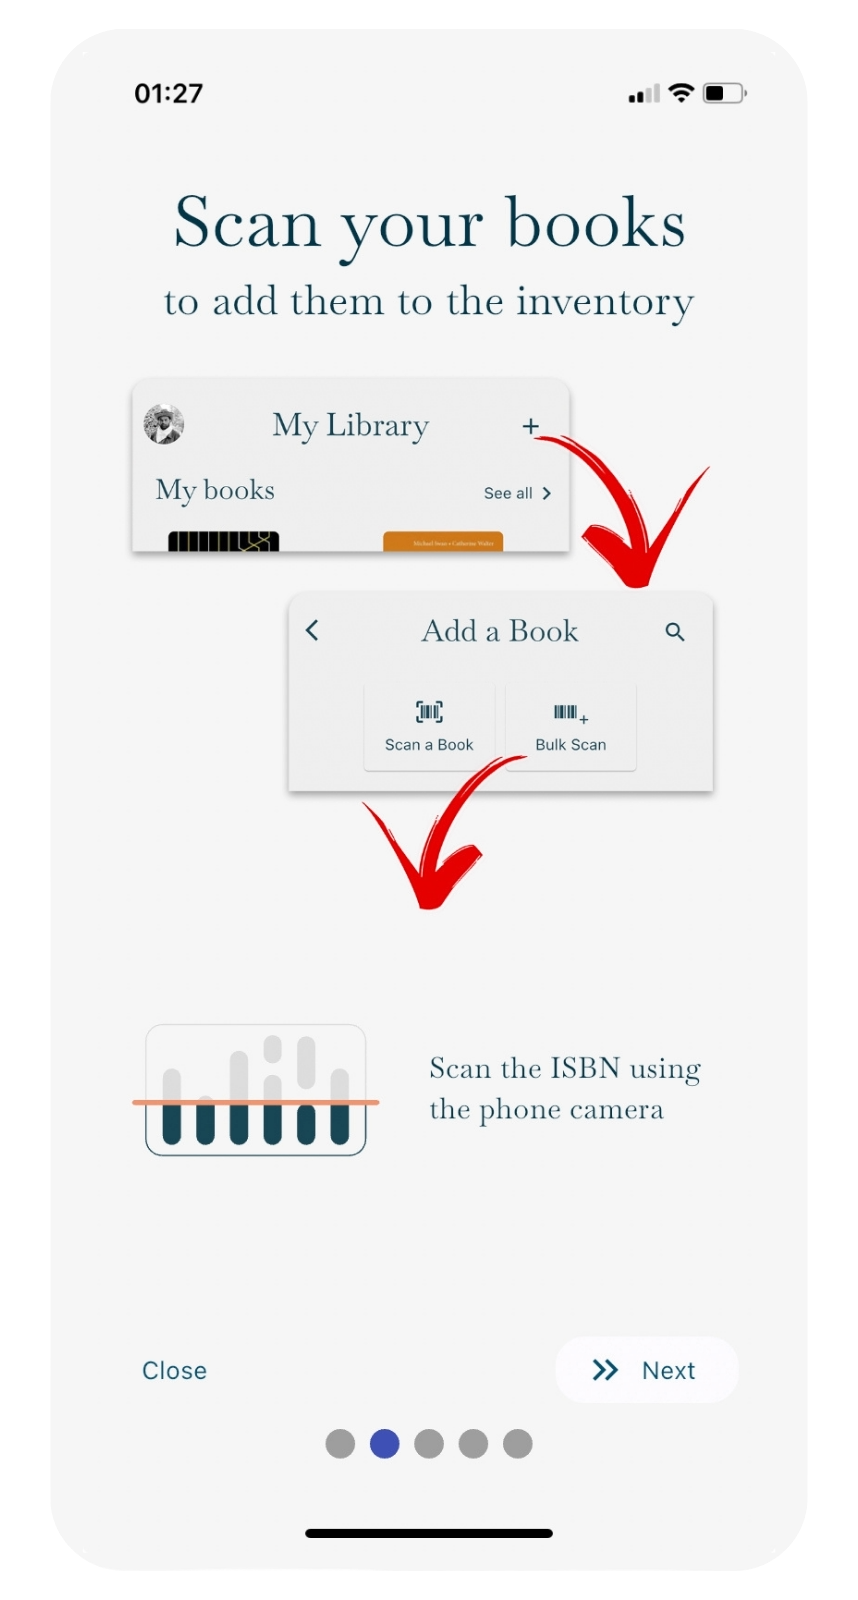 01:27
Scan your books
to add them to the inventory
My Library
My books
See all
Add a Book
Scan a Book
Bulk Scan
Scan the ISBN using
the phone camera
Close
Next